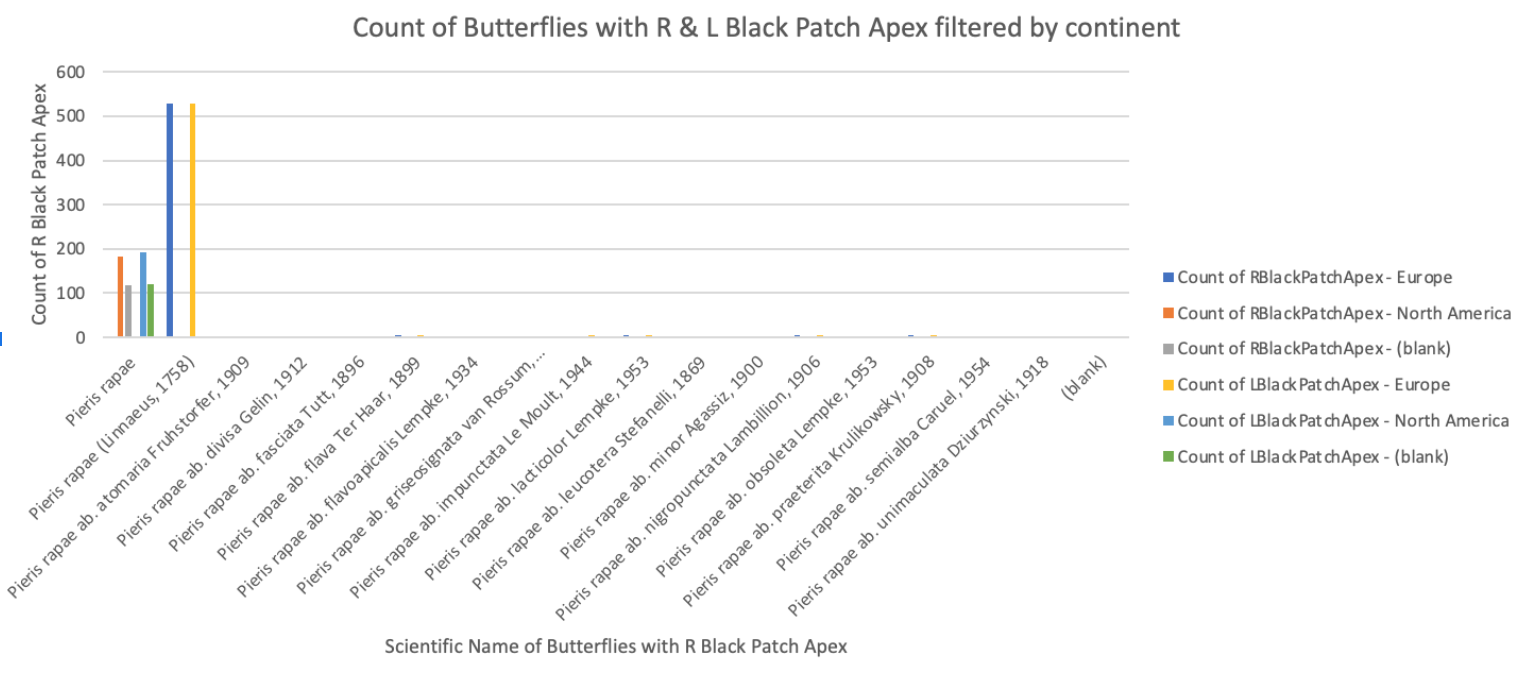 Count of Butterflies with R & L Black Patch Apex filtered by continent
Count of R Black Patch Apex
600
500
400
300
200
100
0
Pieris rapae
Pieris rapae (Linnaeus, 1758)
Pieris rapae ab. atomaria Fruhstorfer, 1909
Pieris rapae ab. divisa Gelin, 1912
Pieris rapae ab. fasciata Tutt, 1896
Pieris rapae ab. flava Ter Haar, 1899
Pieris rapae ab. flavoapicalis Lempke, 1934
Pieris rapae ab. griseosignata van Rossum,...
Pieris rapae ab. impunctata Le Moult, 1944
Pieris rapae ab. lacticolor Lempke, 1953
Pieris rapae ab. leucotera Stefanelli, 1869
Pieris rapae ab. minor Agassiz, 1900
Pieris rapae ab. nigropunctata Lambillion, 1906
Pieris rapae ab. obsoleta Lempke, 1953
Pieris rapae ab. praeterita Krulikowsky, 1908
Pieris rapae ab. semialba Caruel, 1954
Pieris rapae ab. unimaculata Dziurzynski, 1918
(blank)
Scientific Name of Butterflies with R Black Patch Apex
Count of RBlackPatchApex - Europe
Count of RBlackPatchApex - North America
Count of RBlackPatchApex - (blank)
Count of LBlackPatchApex - Europe
Count of LBlackPatchApex - North America
Count of LBlackPatchApex - (blank)